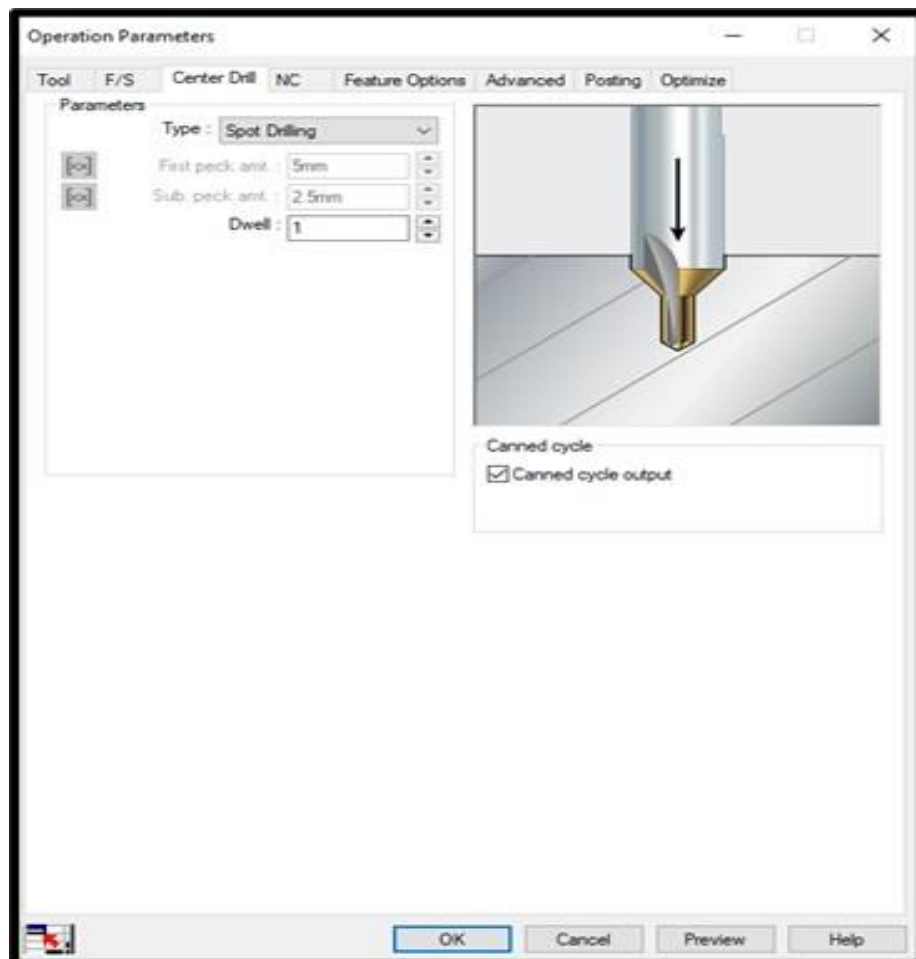 Operation Parameters
Tool F/S Center Drill NC Feature Options Advanced Posting Optimize
Parameters
Type : Spot Drilling
First peck amt. : 5mm
Sub. peck amt. : 2.5mm
Dwell : 1
Canned cycle
Canned cycle output
OK Cancel Preview Help